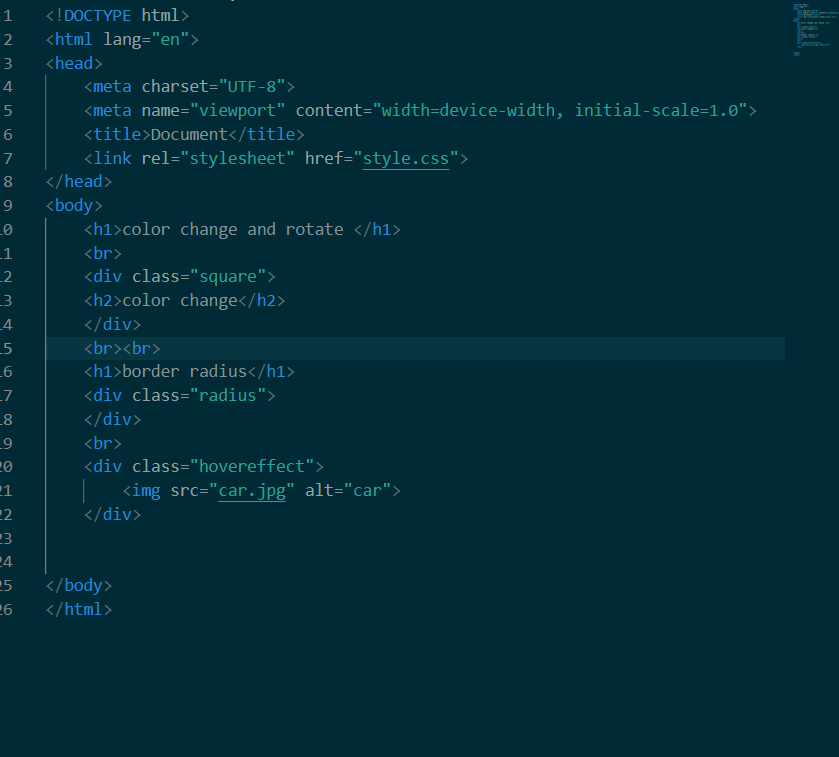 1 <!DOCTYPE html>
2 <html lang="en">
3 <head>
4     <meta charset="UTF-8">
5     <meta name="viewport" content="width=device-width, initial-scale=1.0">
6     <title>Document</title>
7     <link rel="stylesheet" href="style.css">
8 </head>
9 <body>
10     <h1>color change and rotate </h1>
11     <br>
12     <div class="square">
13     <h2>color change</h2>
14     </div>
15     <br><br>
16     <h1>border radius</h1>
17     <div class="radius">
18     </div>
19     <br>
20     <div class="hovereffect">
21         <img src="car.jpg" alt="car">
22     </div>
23
24
25 </body>
26 </html>